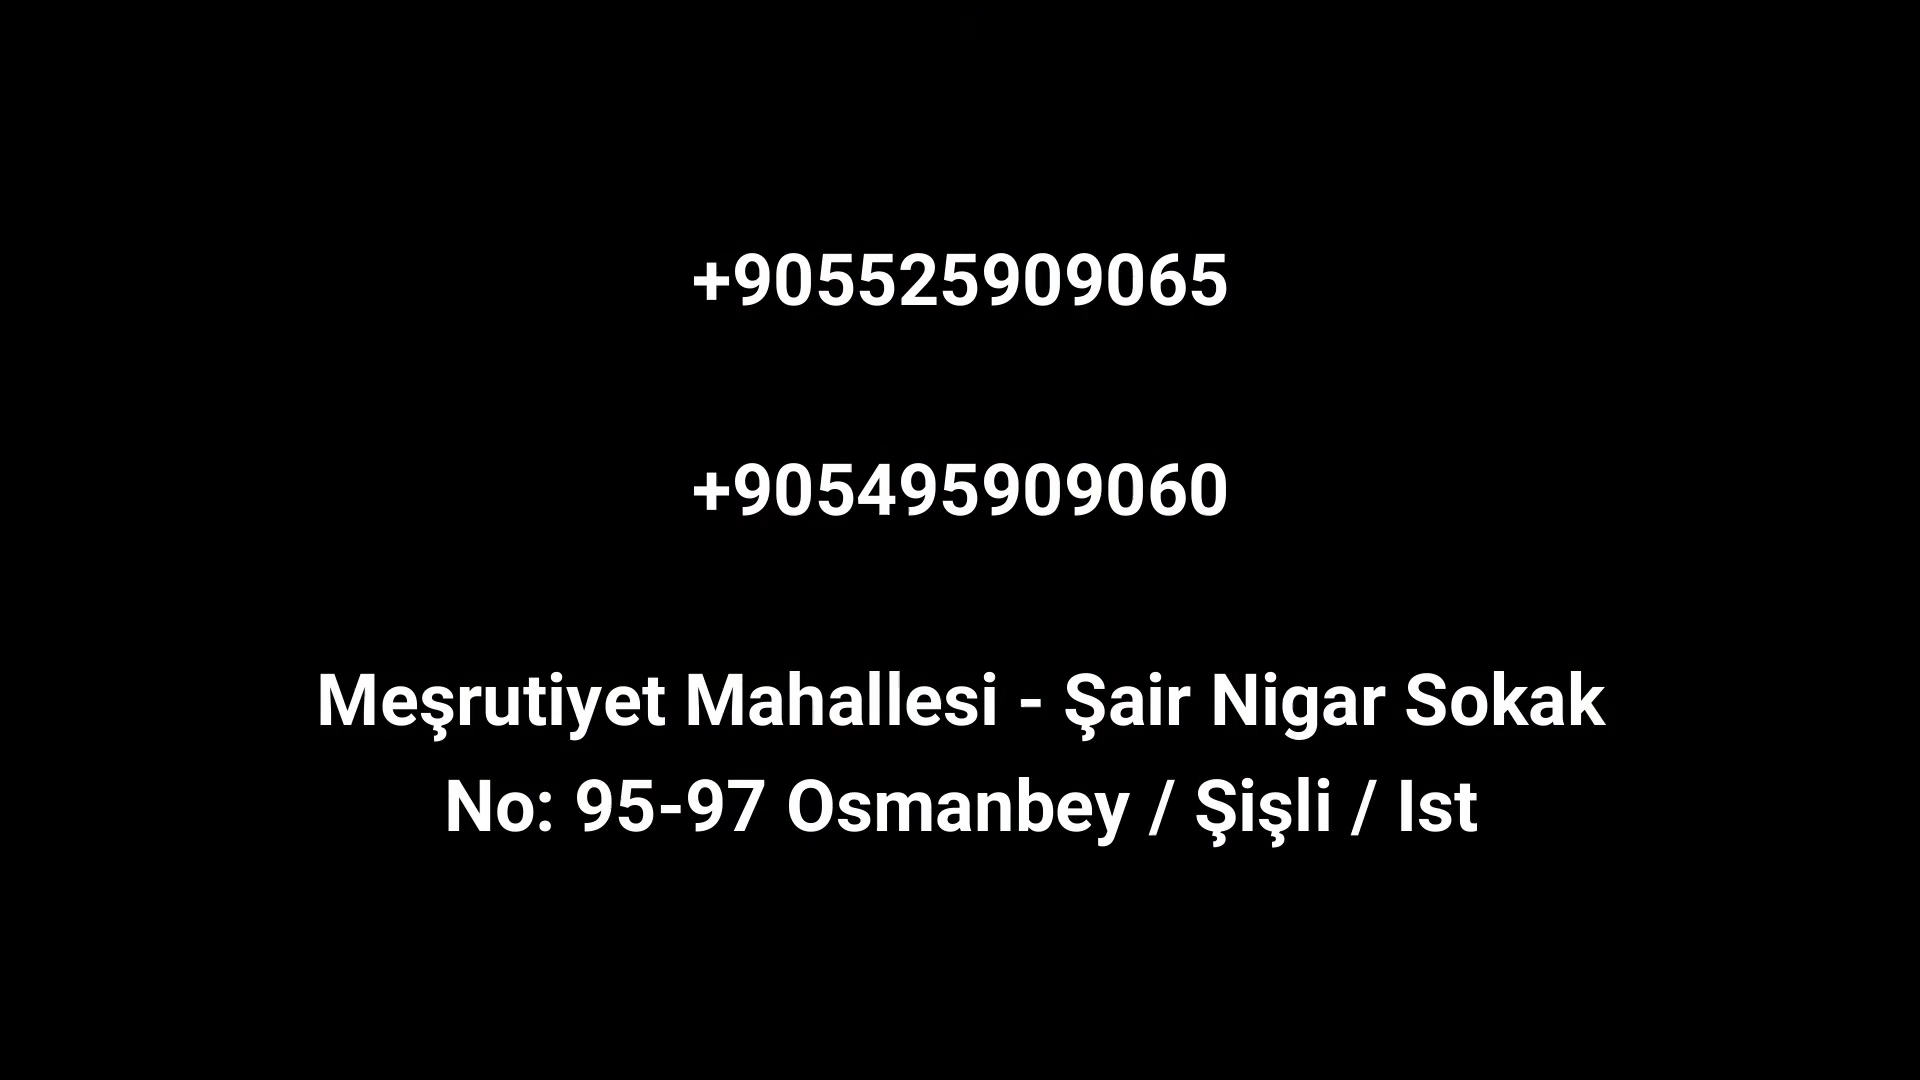 +905525909065
+905495909060
Meşrutiyet Mahallesi - Şair Nigar Sokak
No: 95-97 Osmanbey / Şişli / Ist